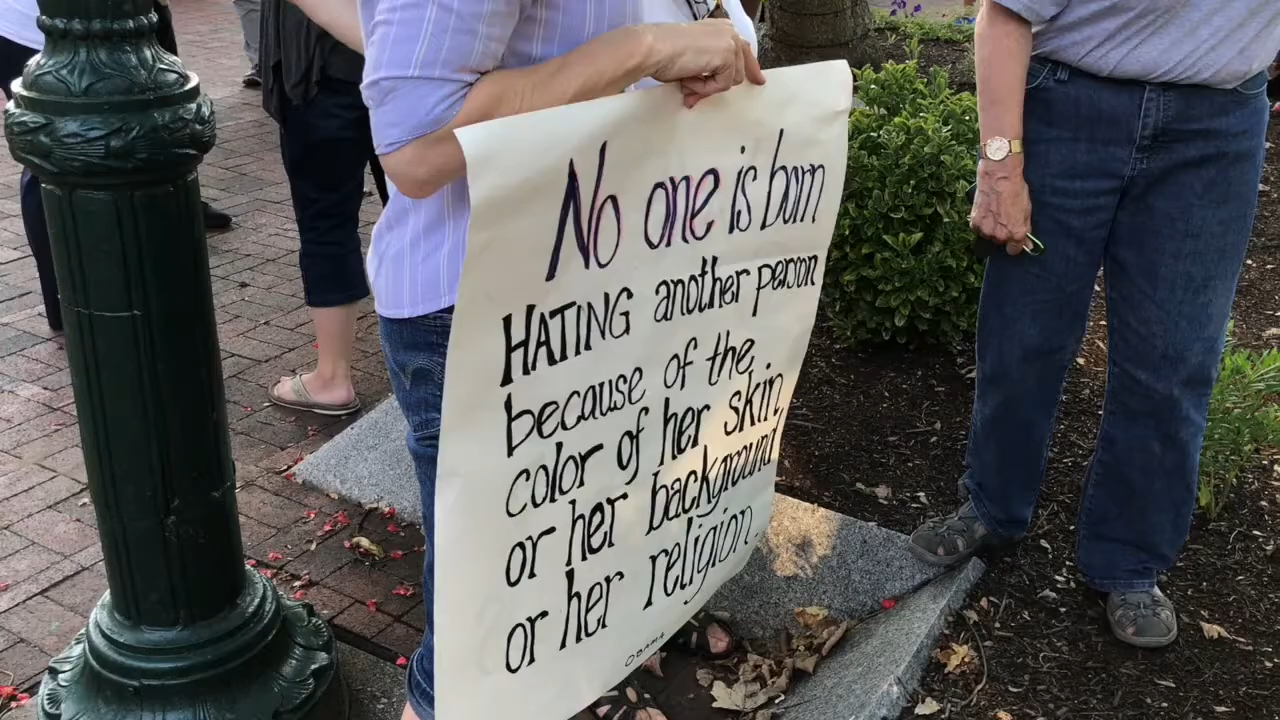 No one is born
HATING another person
because of the
color of her skin,
or her background
or her religion.
OBAMA